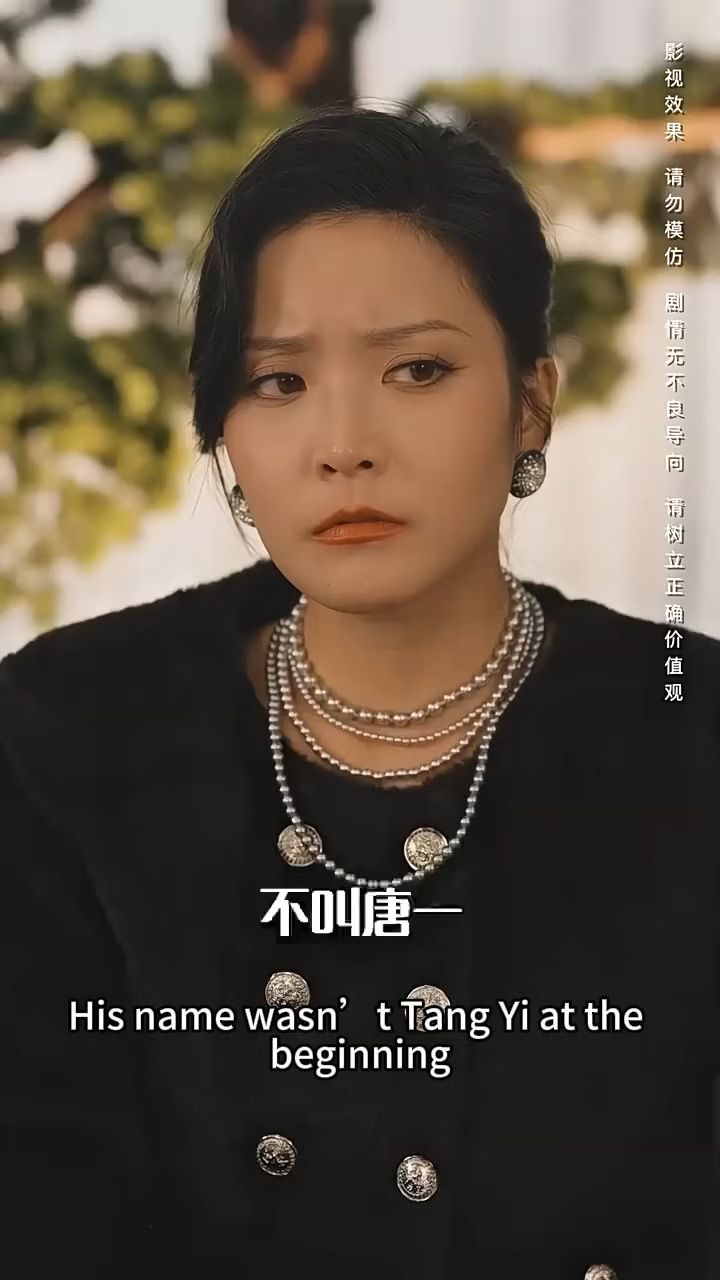 影视效果 请勿模仿 剧情无不良导向 请树立正确价值观
不叫唐一
His name wasn't Tang Yi at the
beginning